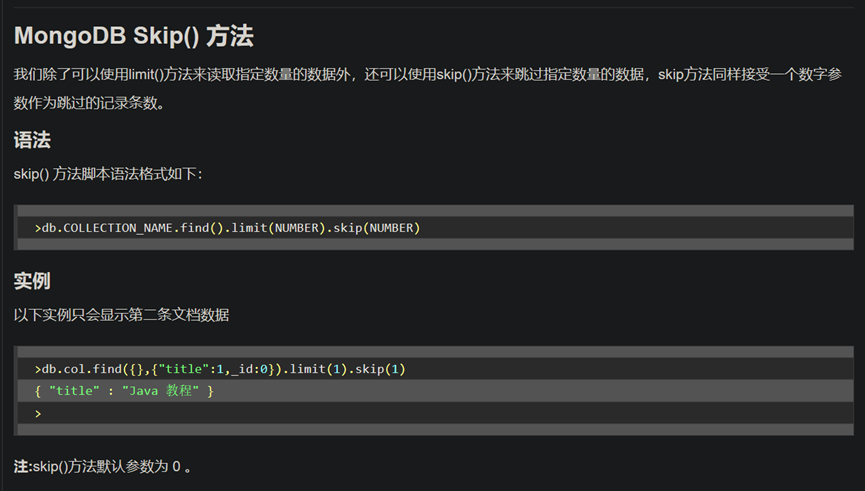 MongoDB Skip() 方法
我们除了可以使用limit()方法来读取指定数量的数据外，还可以使用skip()方法来跳过指定数量的数据，skip方法同样接受一个数字参
数作为跳过的记录条数。
语法
skip() 方法脚本语法格式如下：
>db.COLLECTION_NAME.find().limit(NUMBER).skip(NUMBER)
实例
以下实例只会显示第二条文档数据
>db.col.find({},{"title":1,_id:0}).limit(1).skip(1)
{ "title" : "Java 教程" }
>
注:skip()方法默认参数为 0 。